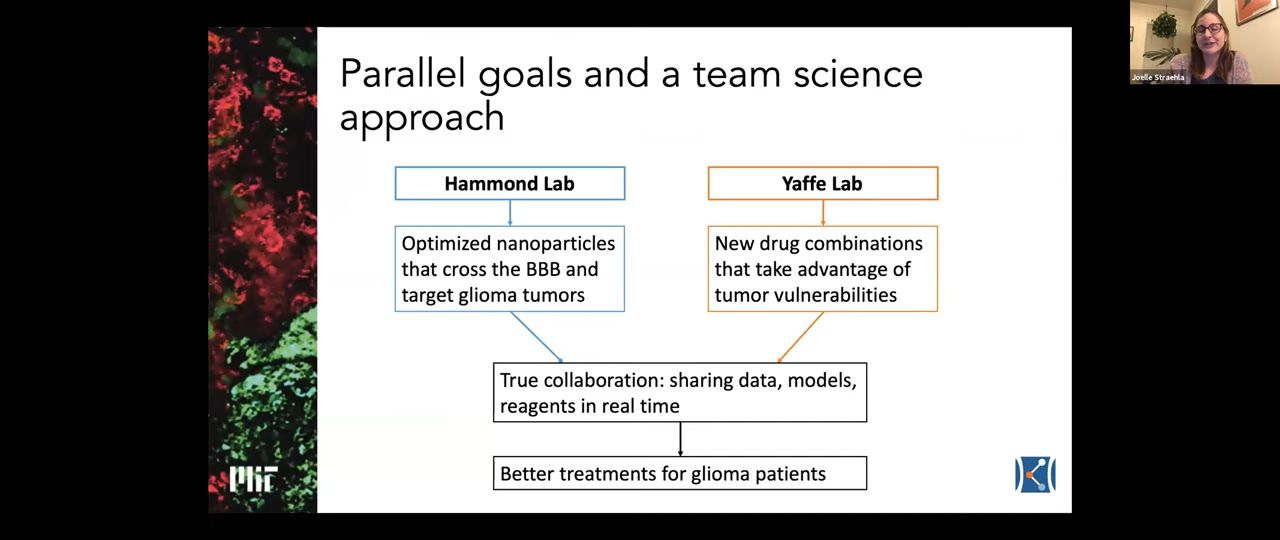 Parallel goals and a team science
approach
Hammond Lab
Yaffe Lab
Optimized nanoparticles
that cross the BBB and
target glioma tumors
New drug combinations
that take advantage of
tumor vulnerabilities
True collaboration: sharing data, models,
reagents in real time
Better treatments for glioma patients
MIT
Joelle Straehla